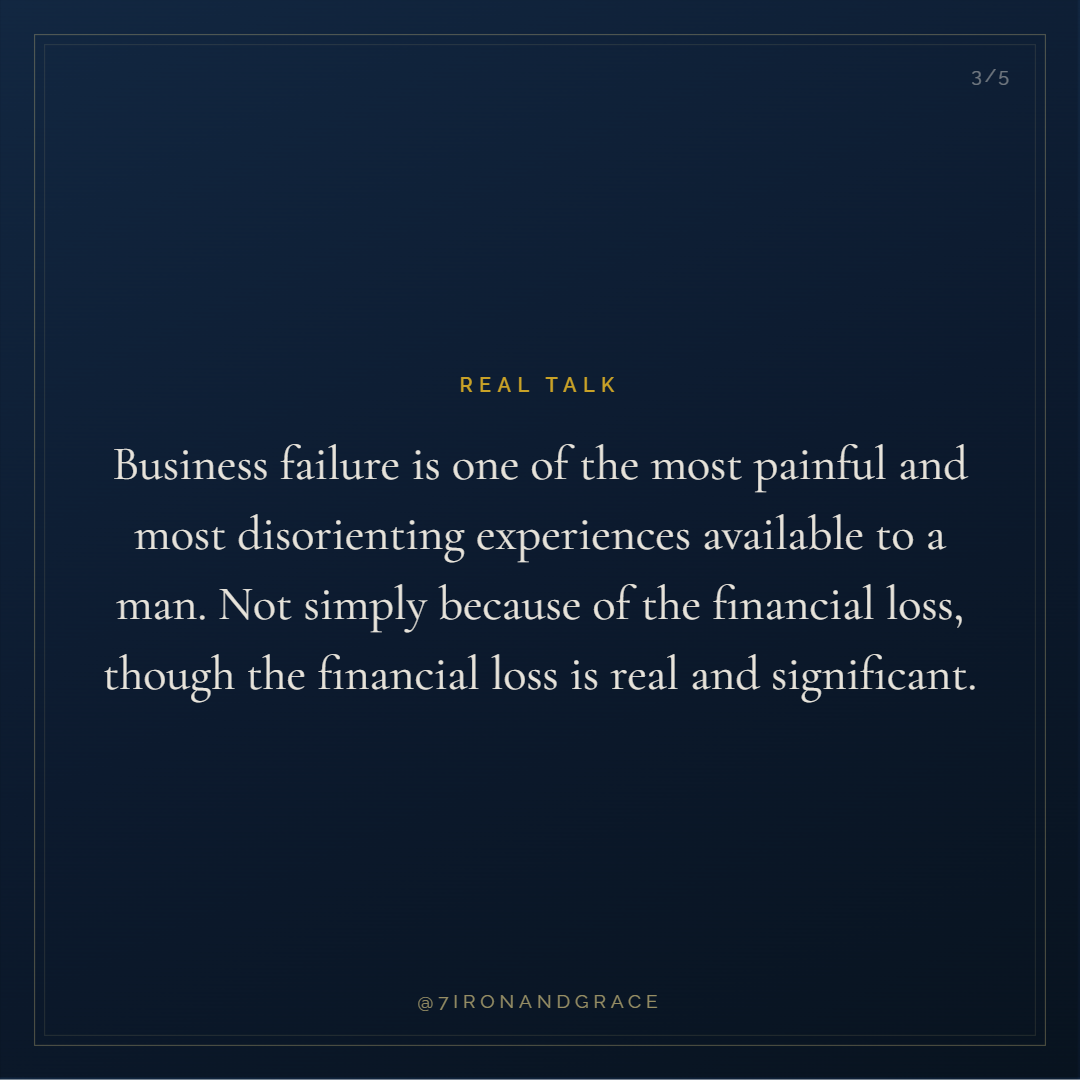 3/5
REAL TALK
Business failure is one of the most painful and
most disorienting experiences available to a
man. Not simply because of the financial loss,
though the financial loss is real and significant.
@7IRONANDGRACE